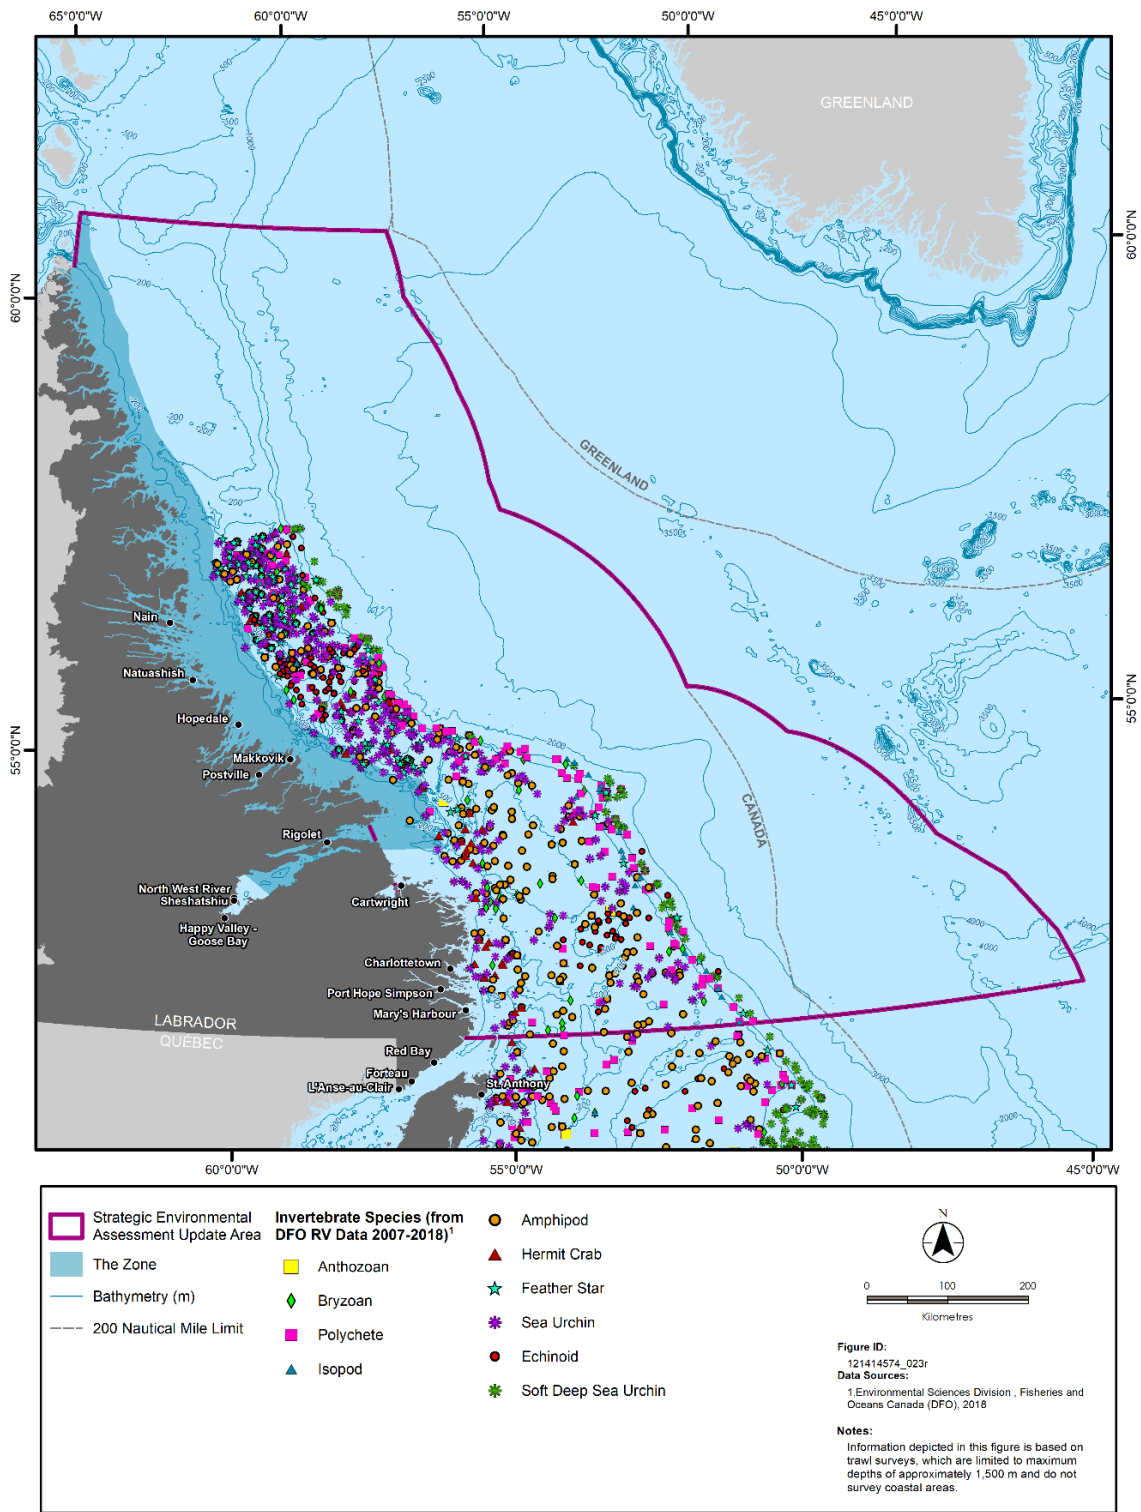 65°0'0"W 60°0'0"W 55°0'0"W 50°0'0"W 45°0'0"W
GREENLAND
60°0'0"N
60°0'0"N
GREENLAND
Nain
Natuashish
Hopedale
55°0'0"N
55°0'0"N
Makkovik
Postville
CANADA
Rigolet
North West River
Sheshatshiu
Cartwright
Happy Valley -
Goose Bay
Charlottetown
Port Hope Simpson
Mary's Harbour
LABRADOR
QUÉBEC
Red Bay
Forteau
L'Anse-au-Clair
St. Anthony
60°0'0"W 55°0'0"W 50°0'0"W 45°0'0"W
Strategic Environmental
Assessment Update Area
The Zone
Bathymetry (m)
200 Nautical Mile Limit
Invertebrate Species (from
DFO RV Data 2007-2018)1
Anthozoan
Bryzoan
Polychete
Isopod
Amphipod
Hermit Crab
Feather Star
Sea Urchin
Echinoid
Soft Deep Sea Urchin
N
0 100 200
Kilometres
Figure ID:
121414574_023r
Data Sources:
1.Environmental Sciences Division , Fisheries and
Oceans Canada (DFO), 2018
Notes:
Information depicted in this figure is based on
trawl surveys, which are limited to maximum
depths of approximately 1,500 m and do not
survey coastal areas.